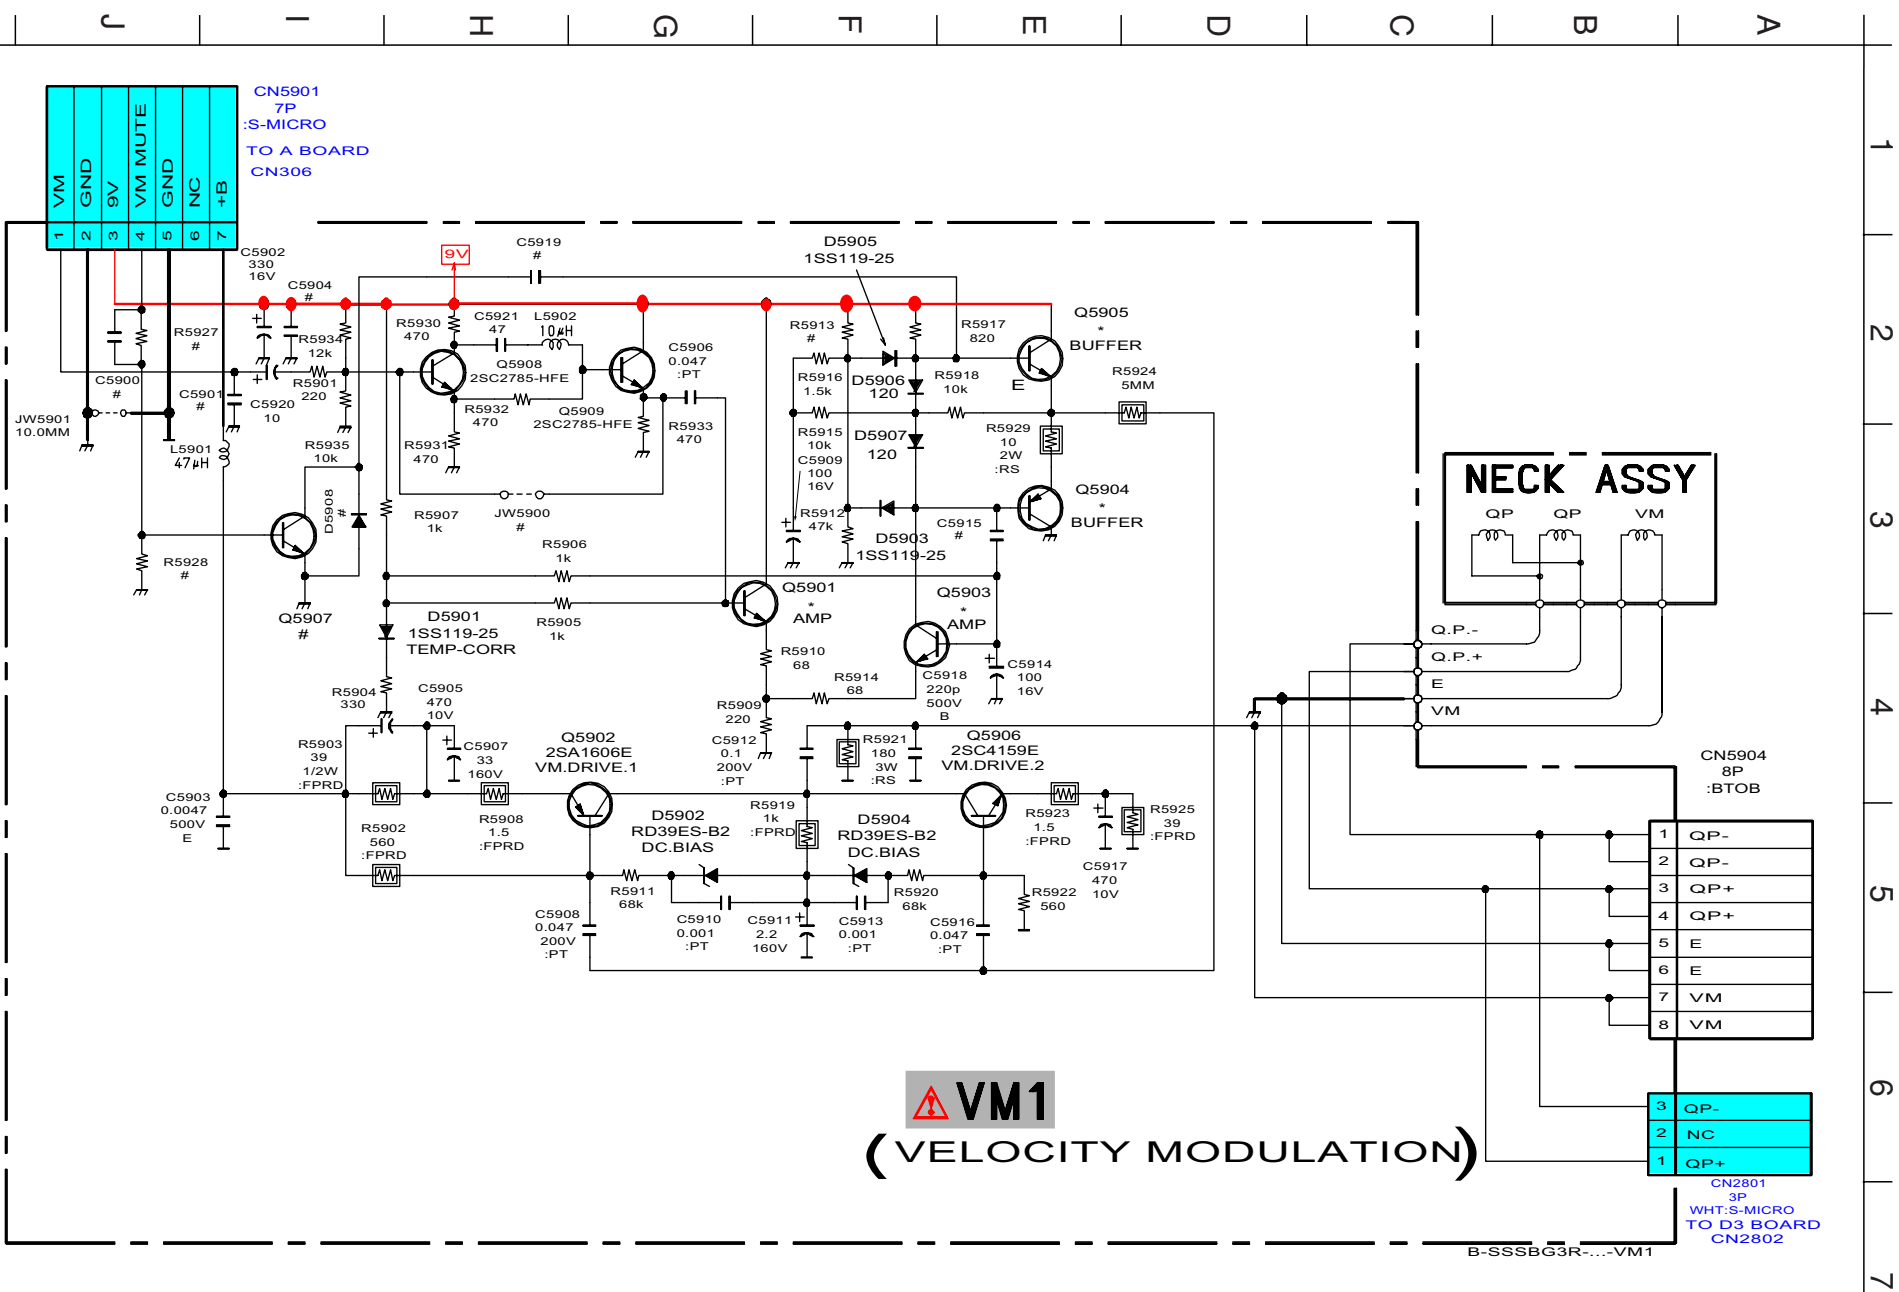 J I H G F E D C B A
1
2
3
4
5
6
7
CN5901
7P
:S-MICRO
TO A BOARD
CN306
VM
GND
9V
VM MUTE
GND
NC
+B
1 2 3 4 5 6 7
C5902
330
16V
C5904
#
9V
C5919
#
D5905
1SS119-25
R5927
#
C5900
#
JW5901
10.0MM
C5901
#
L5901
47µH
R5934
12k
R5901
220
C5920
10
R5935
10k
R5930
470
C5921
47
L5902
10µH
Q5908
2SC2785-HFE
R5932
470
R5931
470
Q5909
2SC2785-HFE
C5906
0.047
:PT
R5933
470
R5913
#
R5916
1.5k
D5906
120
R5915
10k
C5909
100
16V
D5907
120
R5917
820
R5918
10k
Q5905
*
BUFFER
E
R5924
5MM
R5929
10
2W
:RS
Q5904
*
BUFFER
R5912
47k
D5903
1SS119-25
C5915
#
D5908
#
R5928
#
Q5907
#
R5907
1k
JW5900
#
R5906
1k
R5905
1k
D5901
1SS119-25
TEMP-CORR
Q5901
*
AMP
Q5903
*
AMP
R5910
68
R5914
68
R5909
220
C5918
220p
500V
B
C5914
100
16V
R5904
330
C5905
470
10V
R5903
39
1/2W
:FPRD
C5907
33
160V
Q5902
2SA1606E
VM.DRIVE.1
C5912
0.1
200V
:PT
R5921
180
3W
:RS
Q5906
2SC4159E
VM.DRIVE.2
C5903
0.0047
500V
E
R5902
560
:FPRD
R5908
1.5
:FPRD
D5902
RD39ES-B2
DC.BIAS
R5919
1k
:FPRD
D5904
RD39ES-B2
DC.BIAS
R5923
1.5
:FPRD
R5925
39
:FPRD
C5917
470
10V
R5911
68k
R5920
68k
R5922
560
C5908
0.047
200V
:PT
C5910
0.001
:PT
C5911
2.2
160V
C5913
0.001
:PT
C5916
0.047
:PT
NECK ASSY
QP QP VM
Q.P.-
Q.P.+
E
VM
CN5904
8P
:BTOB
1 QP-
2 QP-
3 QP+
4 QP+
5 E
6 E
7 VM
8 VM
3 QP-
2 NC
1 QP+
CN2801
3P
WHT:S-MICRO
TO D3 BOARD
CN2802
VM1
(VELOCITY MODULATION)
B-SSSBG3R-...-VM1